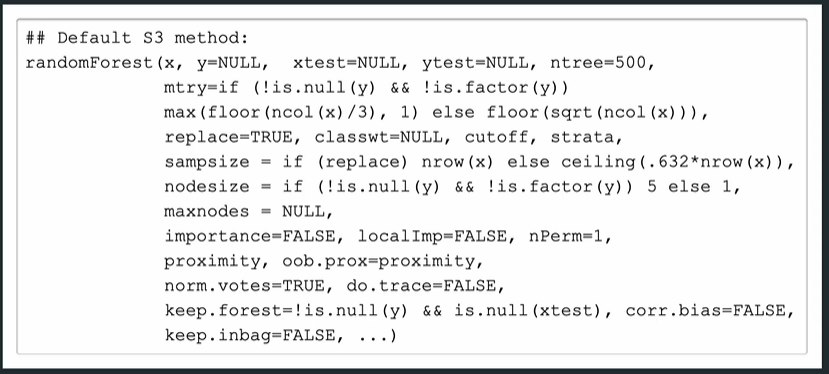 ## Default S3 method:
randomForest(x, y=NULL,  xtest=NULL, ytest=NULL, ntree=500,
             mtry=if (!is.null(y) && !is.factor(y))
             max(floor(ncol(x)/3), 1) else floor(sqrt(ncol(x))),
             replace=TRUE, classwt=NULL, cutoff, strata,
             sampsize = if (replace) nrow(x) else ceiling(.632*nrow(x)),
             nodesize = if (!is.null(y) && !is.factor(y)) 5 else 1,
             maxnodes = NULL,
             importance=FALSE, localImp=FALSE, nPerm=1,
             proximity, oob.prox=proximity,
             norm.votes=TRUE, do.trace=FALSE,
             keep.forest=!is.null(y) && is.null(xtest), corr.bias=FALSE,
             keep.inbag=FALSE, ...)